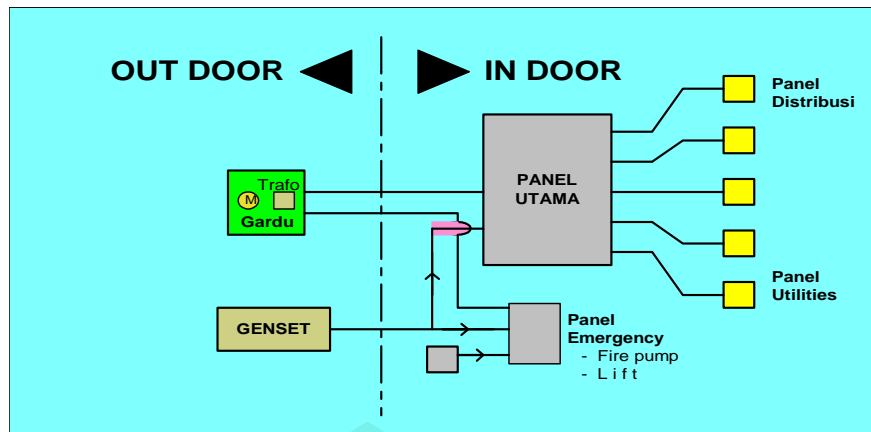 OUT DOOR
IN DOOR
Panel
Distribusi
Trafo
M
Gardu
PANEL
UTAMA
Panel
Utilities
GENSET
Panel
Emergency
- Fire pump
- L i f t